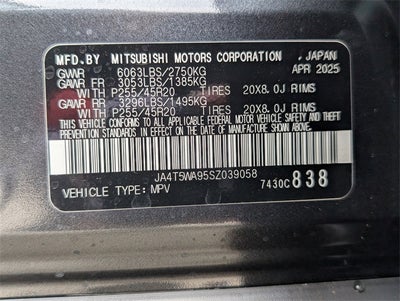 MFD.BY MITSUBISHI MOTORS CORPORATION , JAPAN
GVWR 6063LBS/2750KG APR 2025
GAWR FR 3053LBS/1385KG
WITH P255/45R20 TIRES 20X8.0J RIMS
GAWR RR 3296LBS/1495KG
WITH P255/45R20 TIRES 20X8.0J RIMS
THIS VEHICLE CONFORMS TO ALL APPLICABLE
FEDERAL MOTOR VEHICLE SAFETY, BUMPER AND
THEFT PREVENTION STANDARDS IN EFFECT ON
THE DATE OF MANUFACTURE SHOWN ABOVE.
JA4T5WA95SZ039058
VEHICLE TYPE: MPV 7430C 838